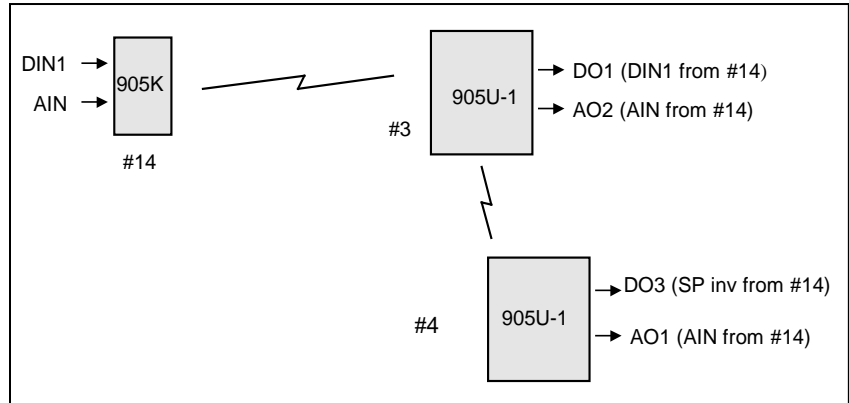 DIN1
AIN
905K
#14
905U-1
#3
DO1 (DIN1 from #14)
AO2 (AIN from #14)
905U-1
#4
DO3 (SP inv from #14)
AO1 (AIN from #14)